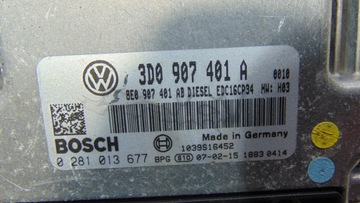 3D0 907 401 A 0010
8E0 907 401 AB DIESEL EDC16CP34 HW: H03
BOSCH
Made in Germany
1039S16452
0 281 013 677 BPG 810 07-02-15 1883 0414